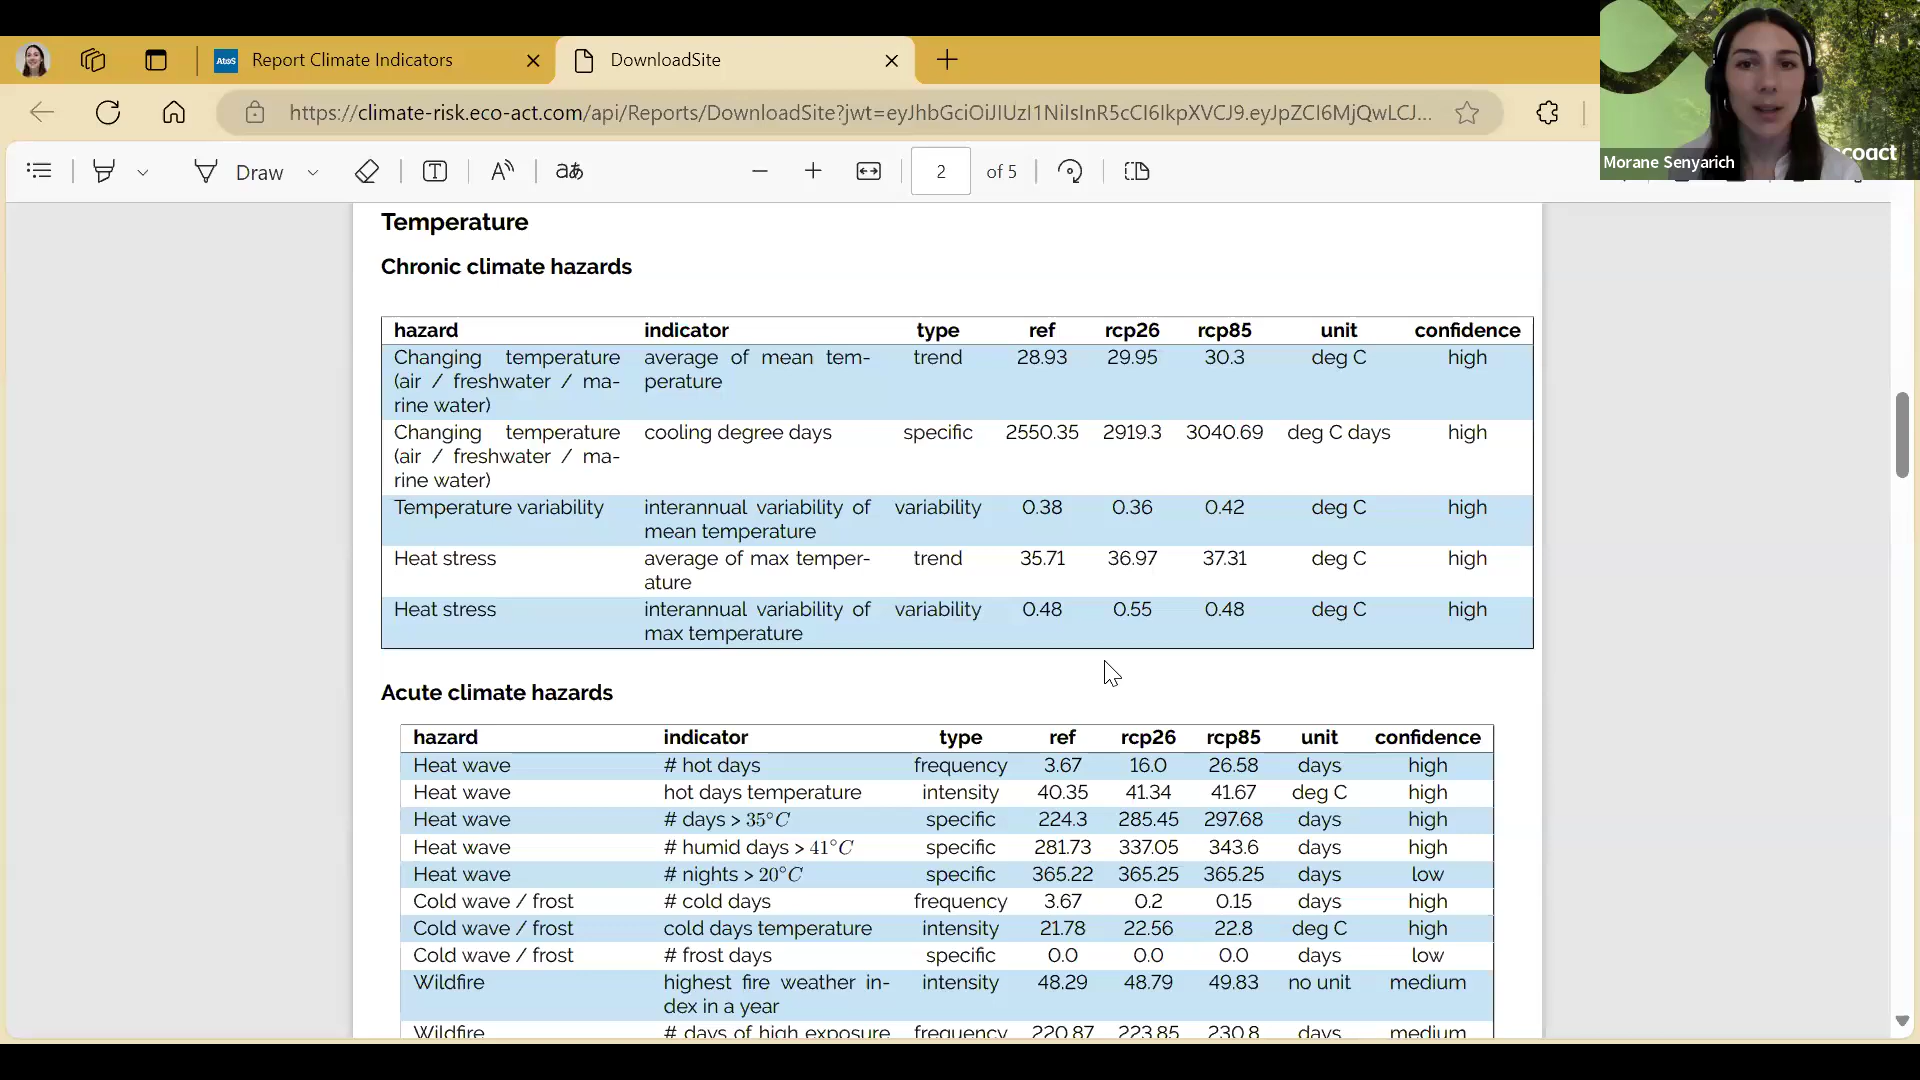 Report Climate Indicators
DownloadSite
https://climate-risk.eco-act.com/api/Reports/DownloadSite?jwt=eyJhbGciOiJIUzI1NiIsInR5cCI6IkpXVCJ9.eyJpZCI6MjQwLCJ...
Draw
2 of 5
Morane Senyarich
coact
Temperature
Chronic climate hazards
hazard indicator type ref rcp26 rcp85 unit confidence
Changing temperature average of mean tem- trend 28.93 29.95 30.3 deg C high
(air / freshwater / ma- perature
rine water)
Changing temperature cooling degree days specific 2550.35 2919.3 3040.69 deg C days high
(air / freshwater / ma-
rine water)
Temperature variability interannual variability of variability 0.38 0.36 0.42 deg C high
mean temperature
Heat stress average of max temper- trend 35.71 36.97 37.31 deg C high
ature
Heat stress interannual variability of variability 0.48 0.55 0.48 deg C high
max temperature
Acute climate hazards
hazard indicator type ref rcp26 rcp85 unit confidence
Heat wave # hot days frequency 3.67 16.0 26.58 days high
Heat wave hot days temperature intensity 40.35 41.34 41.67 deg C high
Heat wave # days > 35°C specific 224.3 285.45 297.68 days high
Heat wave # humid days > 41°C specific 281.73 337.05 343.6 days high
Heat wave # nights > 20°C specific 365.22 365.25 365.25 days low
Cold wave / frost # cold days frequency 3.67 0.2 0.15 days high
Cold wave / frost cold days temperature intensity 21.78 22.56 22.8 deg C high
Cold wave / frost # frost days specific 0.0 0.0 0.0 days low
Wildfire highest fire weather in- intensity 48.29 48.79 49.83 no unit medium
dex in a year
Wildfire # days of high exposure frequency 220.87 223.85 230.8 days medium